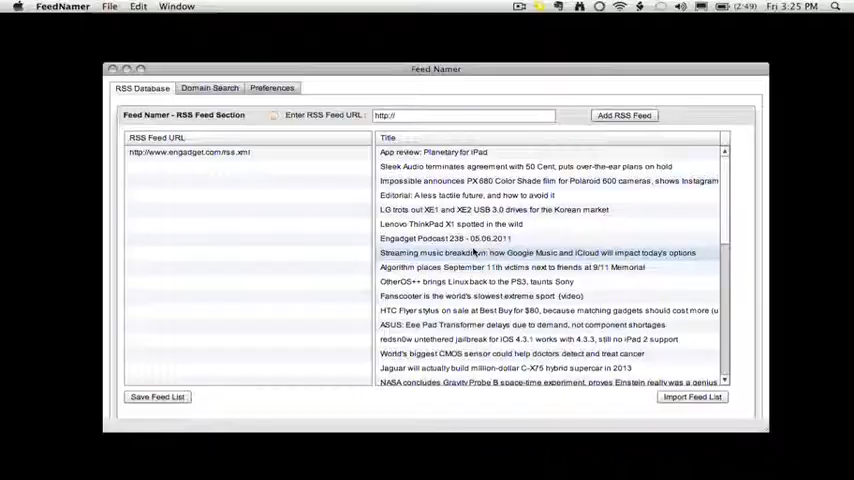 FeedNamer File Edit Window (2:49) Fri 3:25 PM
Feed Namer
RSS Database Domain Search Preferences
Feed Namer - RSS Feed Section Enter RSS Feed URL : http:// Add RSS Feed
RSS Feed URL
http://www.engadget.com/rss.xml
Title
App review: Planetary for iPad
Sleek Audio terminates agreement with 50 Cent, puts over-the-ear plans on hold
Impossible announces PX 680 Color Shade film for Polaroid 600 cameras, shows Instagram
Editorial: A less tactile future, and how to avoid it
LG trots out XE1 and XE2 USB 3.0 drives for the Korean market
Lenovo ThinkPad X1 spotted in the wild
Engadget Podcast 238 - 05.06.2011
Streaming music breakdown: how Google Music and iCloud will impact today's options
Algorithm places September 11th victims next to friends at 9/11 Memorial
OtherOS++ brings Linux back to the PS3, taunts Sony
Fanscooter is the world's slowest extreme sport (video)
HTC Flyer stylus on sale at Best Buy for $80, because matching gadgets should cost more (u
ASUS: Eee Pad Transformer delays due to demand, not component shortages
redsn0w untethered jailbreak for iOS 4.3.1 works with 4.3.3, still no iPad 2 support
World's biggest CMOS sensor could help doctors detect and treat cancer
Jaguar will actually build million-dollar C-X75 hybrid supercar in 2013
NASA concludes Gravity Probe B space-time experiment, proves Einstein really was a genius
Save Feed List Import Feed List